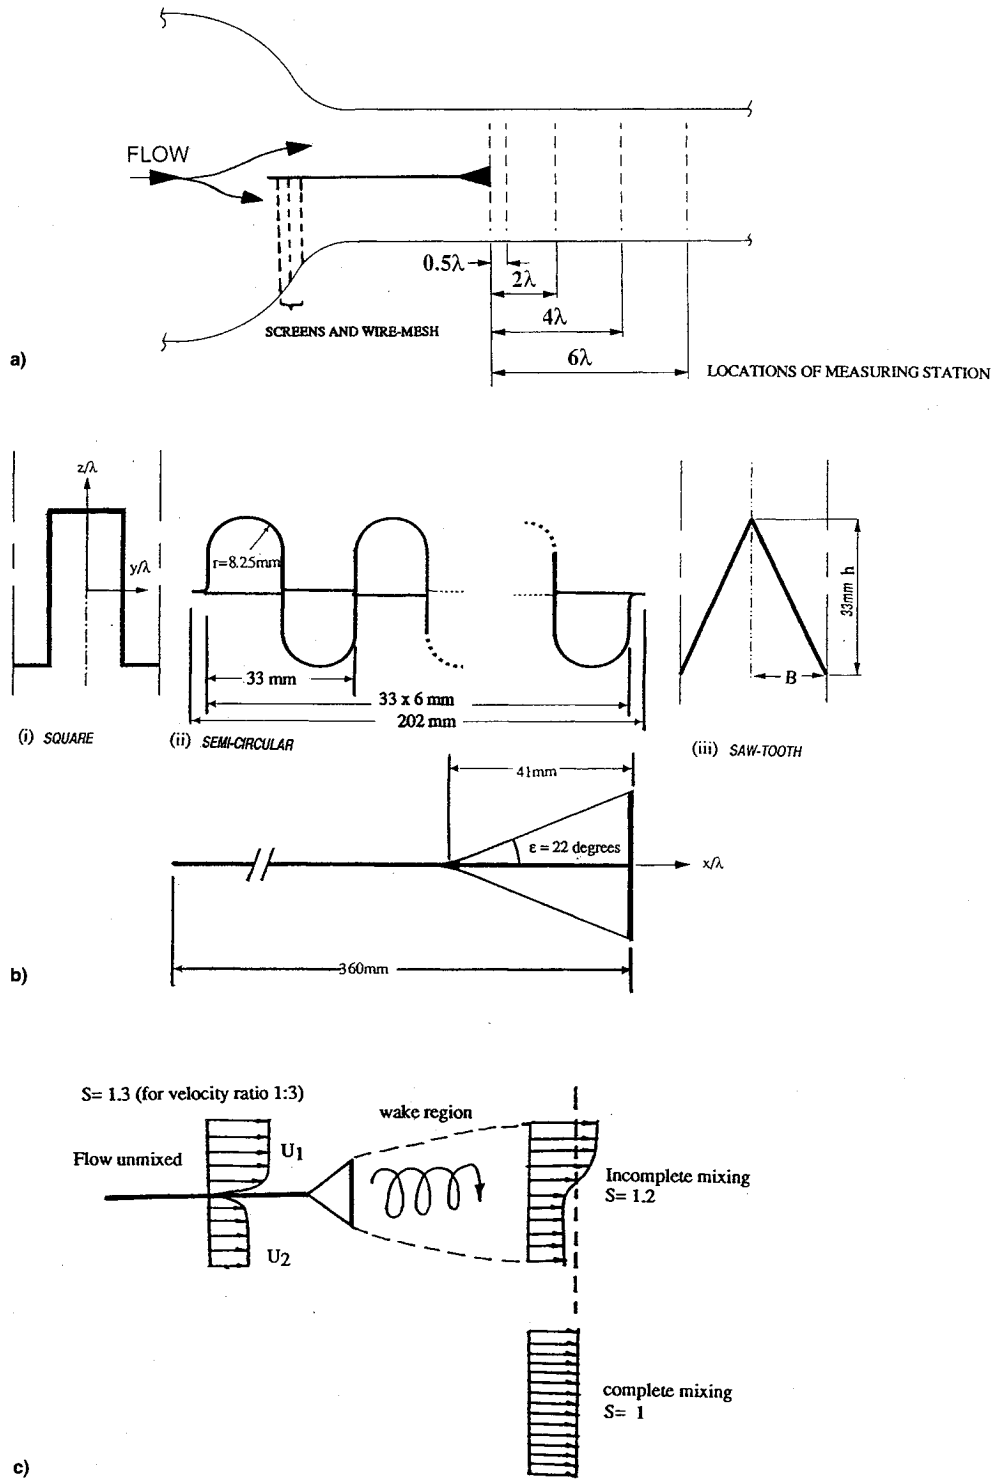 FLOW
0.5λ
2λ
SCREENS AND WIRE-MESH
4λ
6λ
a)
LOCATIONS OF MEASURING STATION
z/λ
y/λ
r=8.25mm
33mm h
B
33 mm
33 x 6 mm
202 mm
(i) SQUARE
(ii) SEMI-CIRCULAR
(iii) SAW-TOOTH
41mm
ε = 22 degrees
x/λ
360mm
b)
S= 1.3 (for velocity ratio 1:3)
wake region
Flow unmixed
U1
U2
Incomplete mixing
S= 1.2
complete mixing
S= 1
c)